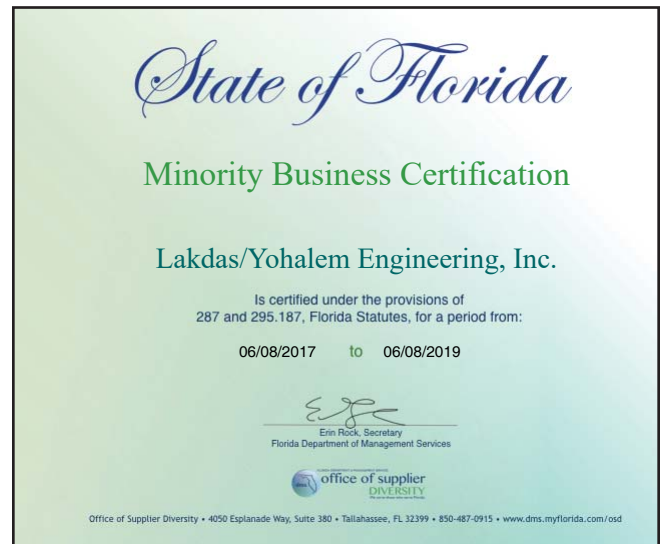 State of Florida
Minority Business Certification
Lakdas/Yohalem Engineering, Inc.
Is certified under the provisions of
287 and 295.187, Florida Statutes, for a period from:
06/08/2017 to 06/08/2019
Erin Rock, Secretary
Florida Department of Management Services
office of supplier
DIVERSITY
Office of Supplier Diversity • 4050 Esplanade Way, Suite 380 • Tallahassee, FL 32399 • 850-487-0915 • www.dms.myflorida.com/osd